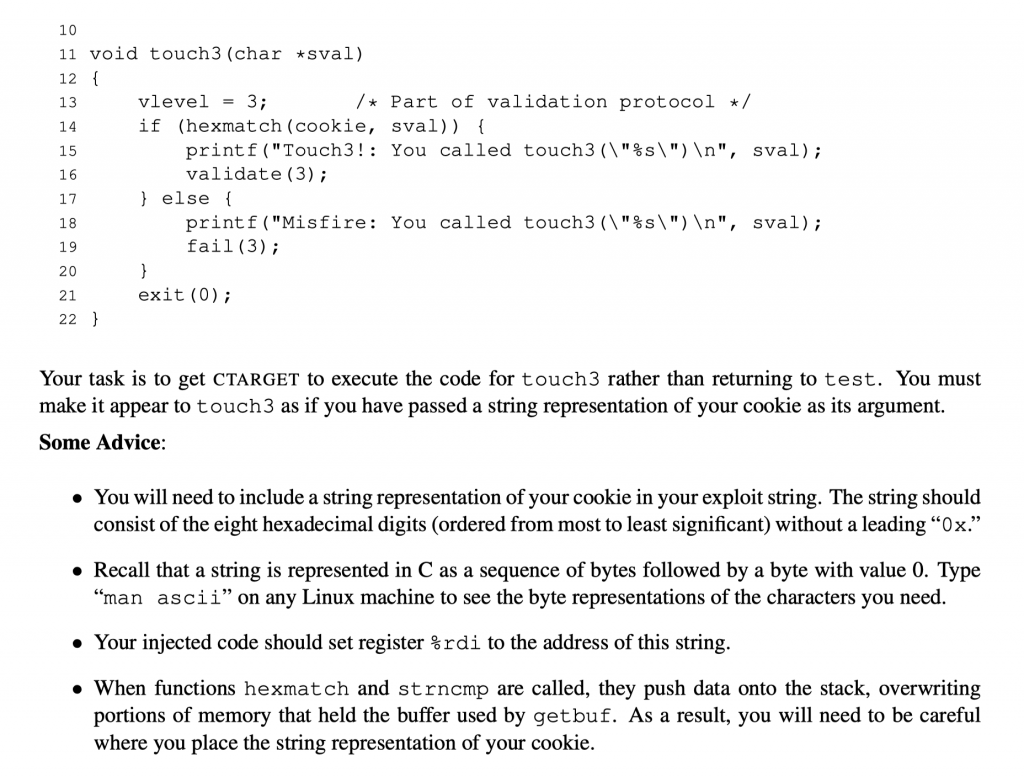 10
11 void touch3(char *sval)
12 {
13 vlevel = 3; /* Part of validation protocol */
14 if (hexmatch(cookie, sval)) {
15 printf("Touch3!: You called touch3(\"%s\")\n", sval);
16 validate(3);
17 } else {
18 printf("Misfire: You called touch3(\"%s\")\n", sval);
19 fail(3);
20 }
21 exit(0);
22 }
Your task is to get CTARGET to execute the code for touch3 rather than returning to test. You must
make it appear to touch3 as if you have passed a string representation of your cookie as its argument.
Some Advice:
• You will need to include a string representation of your cookie in your exploit string. The string should
consist of the eight hexadecimal digits (ordered from most to least significant) without a leading “0x.”
• Recall that a string is represented in C as a sequence of bytes followed by a byte with value 0. Type
“man ascii” on any Linux machine to see the byte representations of the characters you need.
• Your injected code should set register %rdi to the address of this string.
• When functions hexmatch and strncmp are called, they push data onto the stack, overwriting
portions of memory that held the buffer used by getbuf. As a result, you will need to be careful
where you place the string representation of your cookie.